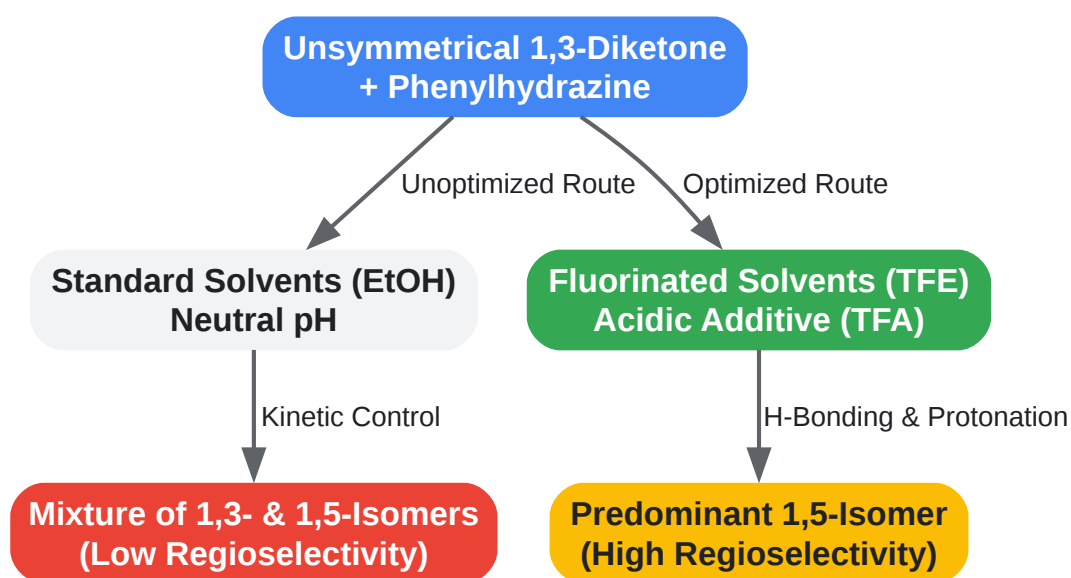 Unsymmetrical 1,3-Diketone
+ Phenylhydrazine
Unoptimized Route
Optimized Route
Standard Solvents (EtOH)
Neutral pH
Fluorinated Solvents (TFE)
Acidic Additive (TFA)
Kinetic Control
H-Bonding & Protonation
Mixture of 1,3- & 1,5-Isomers
(Low Regioselectivity)
Predominant 1,5-Isomer
(High Regioselectivity)